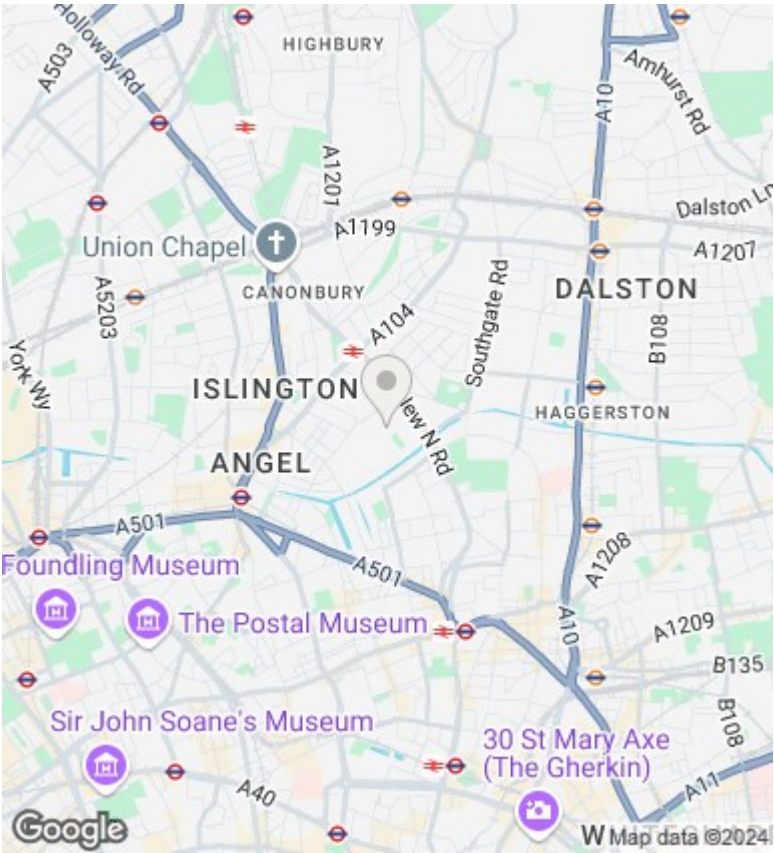 Holloway Rd
HIGHBURY
A503
A10
Amhurst Rd
A1201
Dalston Ln
A1199
Union Chapel
A1207
CANONBURY
A5203
DALSTON
A104
Southgate Rd
B108
York Wy
ISLINGTON
HAGGERSTON
New N Rd
ANGEL
A501
Foundling Museum
A501
A1208
The Postal Museum
A10
A1209
B135
Sir John Soane's Museum
B108
30 St Mary Axe
(The Gherkin)
A40
A11
Google
Map data ©2024